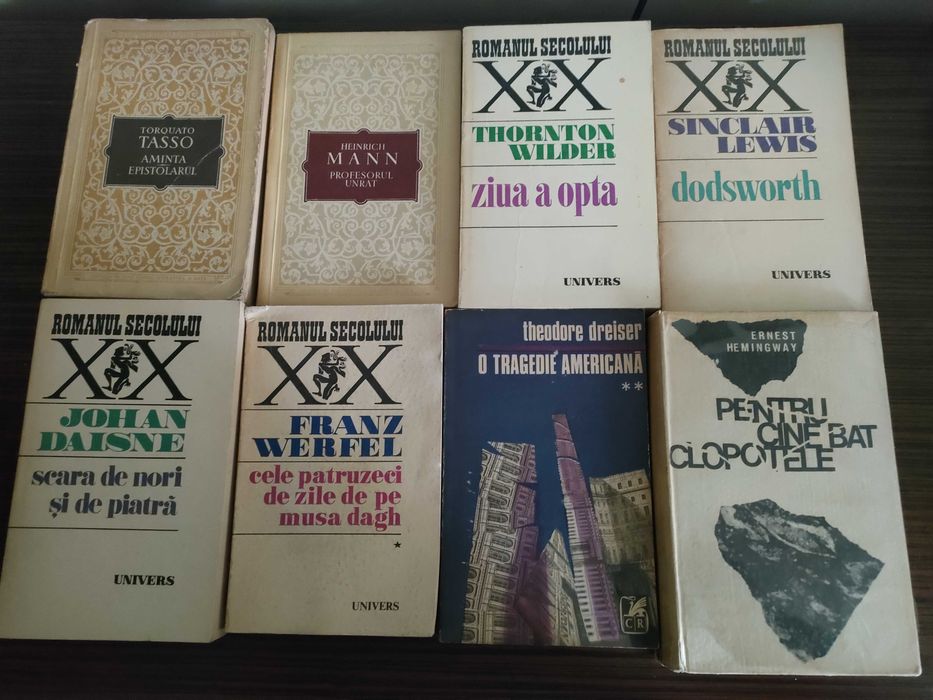 TORQUATO
TASSO
AMINTA
EPISTOLARUL
HEINRICH
MANN
PROFESORUL
UNRAT
ROMANUL SECOLULUI
XX
THORNTON
WILDER
ziua a opta
UNIVERS
ROMANUL SECOLULUI
XX
SINCLAIR
LEWIS
dodsworth
UNIVERS
ROMANUL SECOLULUI
XX
JOHAN
DAISNE
scara de nori
și de piatră
UNIVERS
ROMANUL SECOLULUI
XX
FRANZ
WERFEL
cele patruzeci
de zile de pe
musa dagh
*
UNIVERS
theodore dreiser
O TRAGEDIE AMERICANĂ
**
CR
ERNEST
HEMINGWAY
PENTRU
CINE BAT
CLOPOTELE